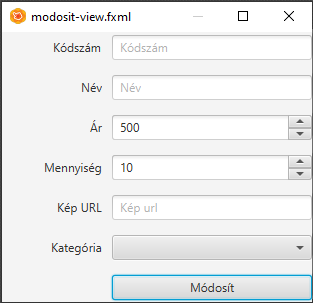 modosit-view.fxml
Kódszám Kódszám
Név Név
Ár 500
Mennyiség 10
Kép URL Kép url
Kategória
Módosít